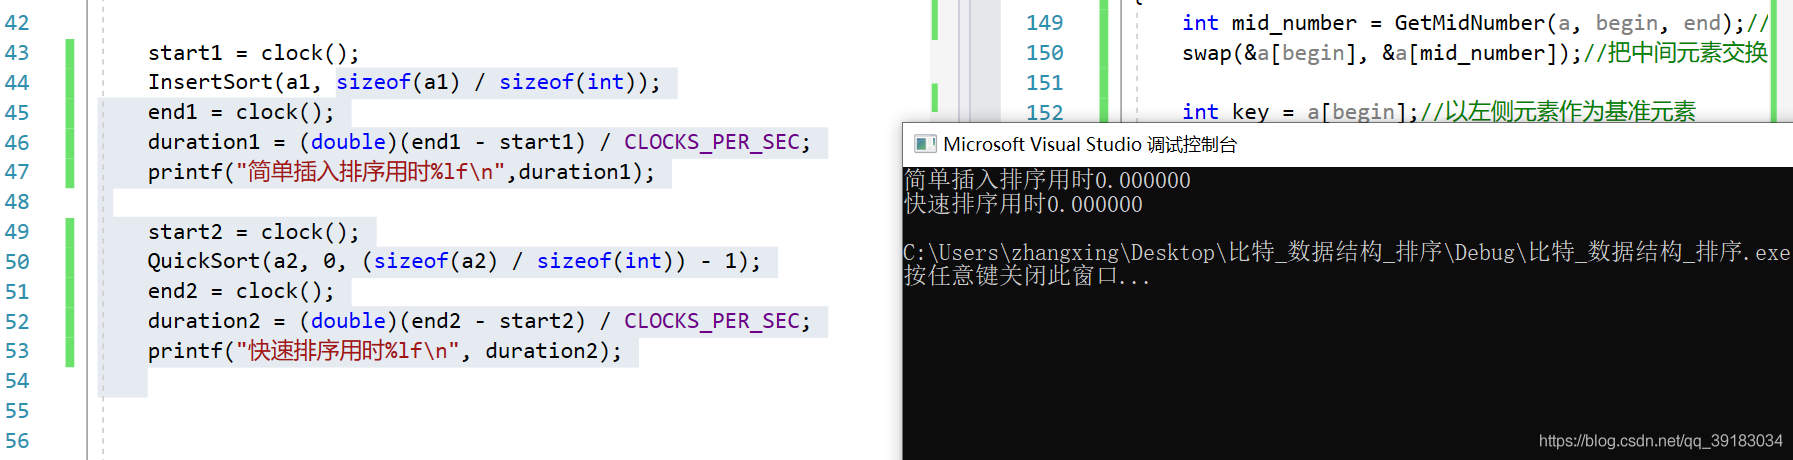 42
43 start1 = clock();
44 InsertSort(a1, sizeof(a1) / sizeof(int));
45 end1 = clock();
46 duration1 = (double)(end1 - start1) / CLOCKS_PER_SEC;
47 printf("简单插入排序用时%lf\n",duration1);
48
49 start2 = clock();
50 QuickSort(a2, 0, (sizeof(a2) / sizeof(int)) - 1);
51 end2 = clock();
52 duration2 = (double)(end2 - start2) / CLOCKS_PER_SEC;
53 printf("快速排序用时%lf\n", duration2);
54
55
56
{
149 int mid_number = GetMidNumber(a, begin, end);//
150 swap(&a[begin], &a[mid_number]);//把中间元素交换
151
152 int key = a[begin];//以左侧元素作为基准元素
Microsoft Visual Studio 调试控制台
简单插入排序用时0.000000
快速排序用时0.000000
C:\Users\zhangxing\Desktop\比特_数据结构_排序\Debug\比特_数据结构_排序.exe
按任意键关闭此窗口...
https://blog.csdn.net/qq_39183034